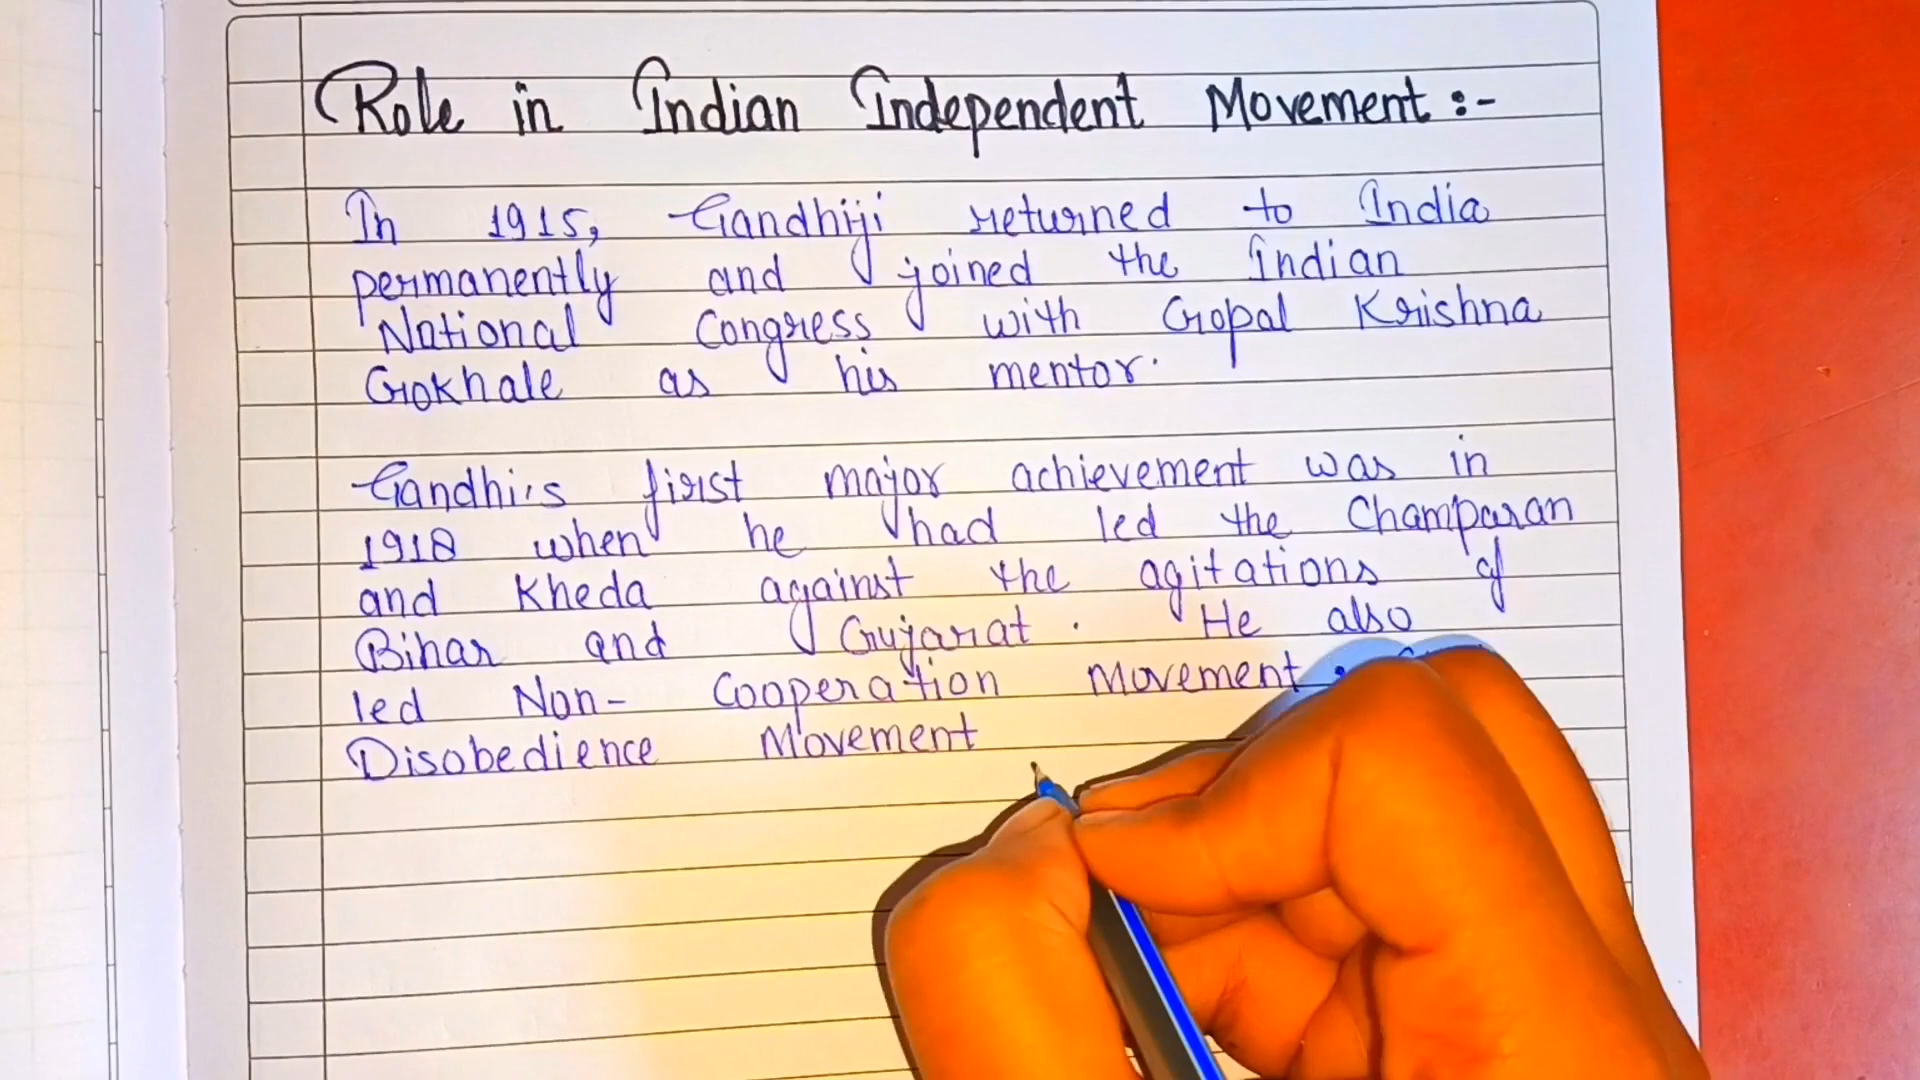 Role in Indian Independent Movement :-
In 1915, Gandhiji returned to India
permanently and joined the Indian
National Congress with Gopal Krishna
Gokhale as his mentor.
Gandhi's first major achievement was in
1918 when he had led the Champaran
and Kheda against the agitations of
Bihar and Gujarat. He also
led Non-Cooperation Movement.
Disobedience Movement